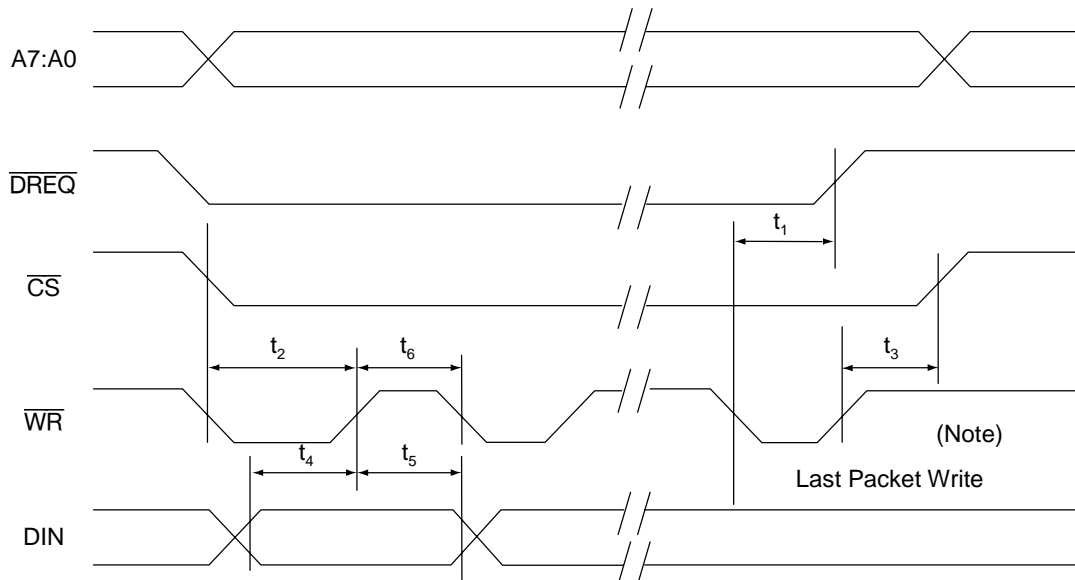 A7:A0
DREQ
t1
CS
t2 t6 t3
WR
(Note)
t4 t5
Last Packet Write
DIN